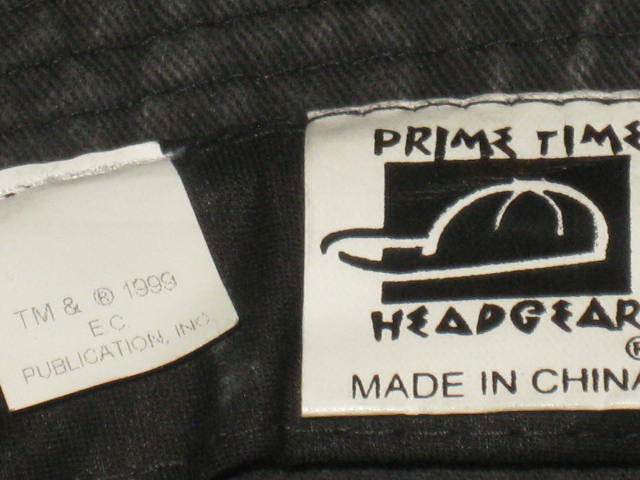 TM & ® 1999
E C
PUBLICATION, INC.
PRIME TIME
HEADGEAR
®
MADE IN CHINA